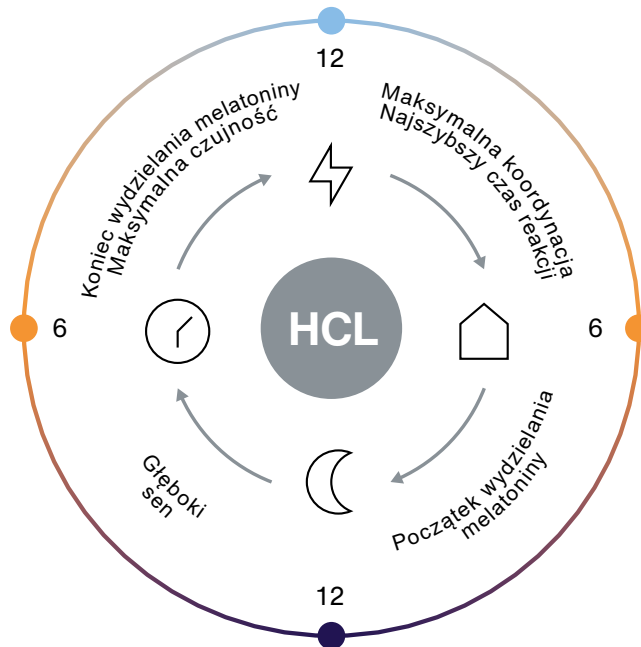 12
Koniec wydzielania melatoniny
Maksymalna czujność
Maksymalna koordynacja
Najszybszy czas reakcji
6
HCL
6
Głęboki
sen
Początek wydzielania
melatoniny
12